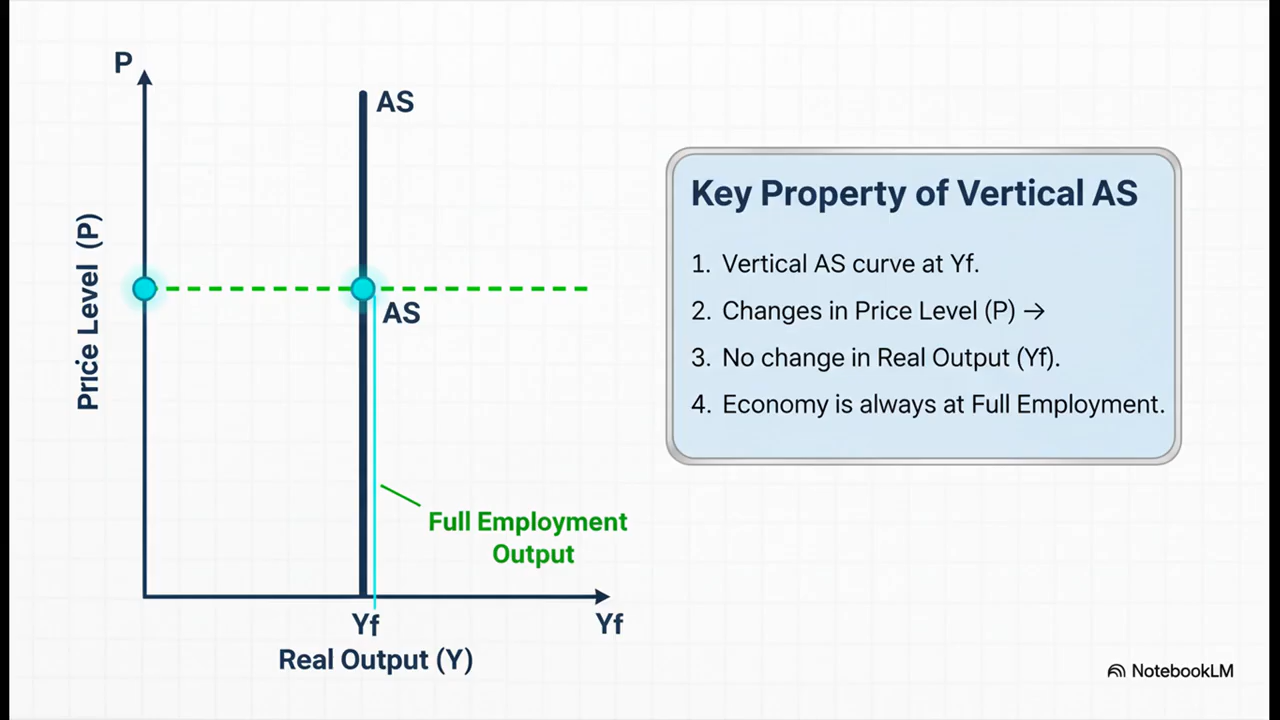 P
AS
Price Level (P)
AS
Full Employment
Output
Yf
Yf
Real Output (Y)
Key Property of Vertical AS
1. Vertical AS curve at Yf.
2. Changes in Price Level (P) →
3. No change in Real Output (Yf).
4. Economy is always at Full Employment.
NotebookLM